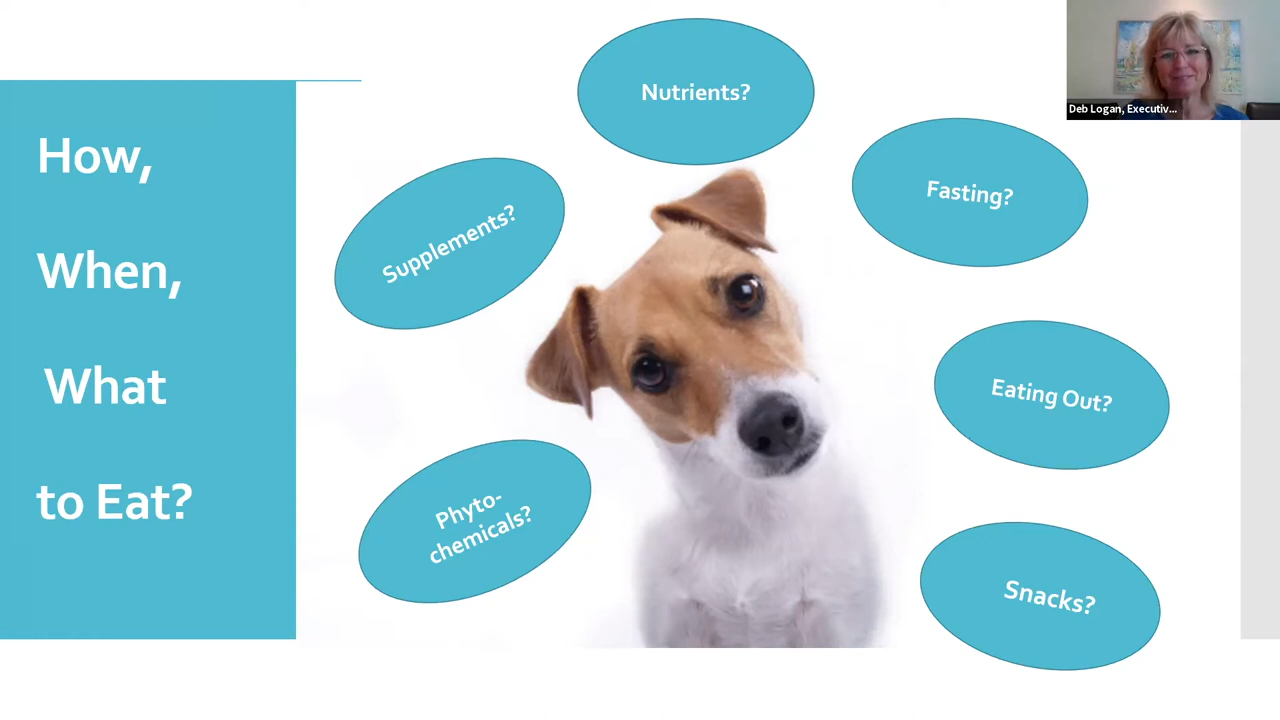 How,
When,
What
to Eat?
Nutrients?
Supplements?
Fasting?
Eating Out?
Phyto-
chemicals?
Snacks?
Deb Logan, Executiv...